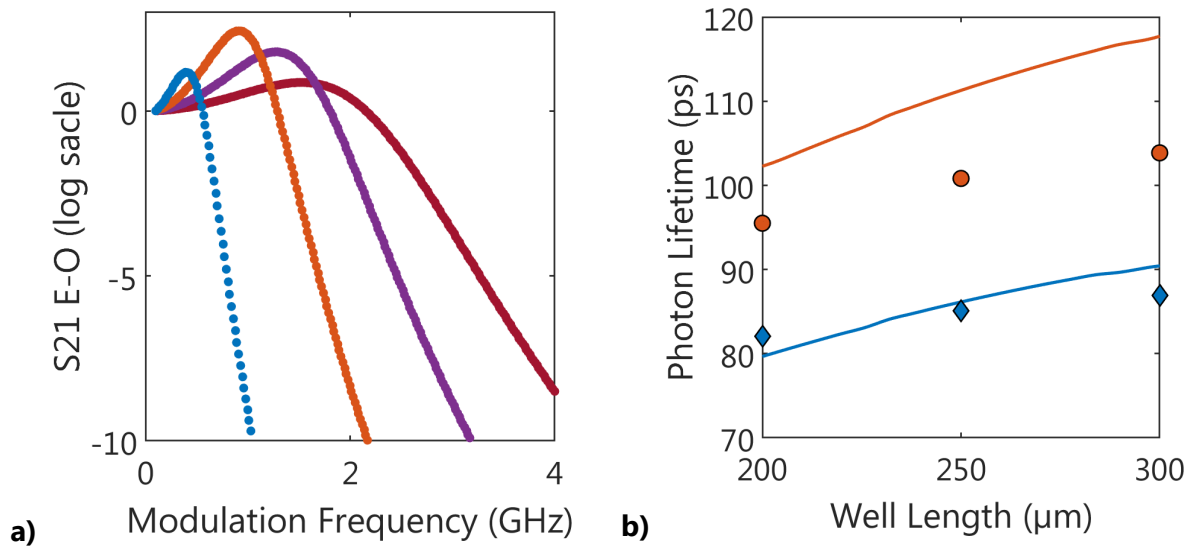 S21 E-O (log sacle)
0
-5
-10
0
2
4
Modulation Frequency (GHz)
a)
Photon Lifetime (ps)
120
110
100
90
80
70
200
250
300
Well Length (μm)
b)